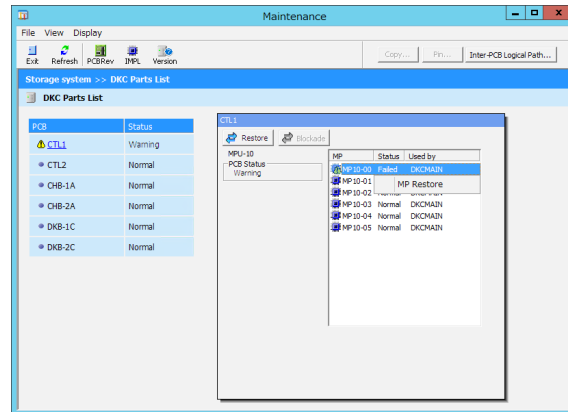 Maintenance
File View Display
Exit Refresh PCBRev IMPL Version Copy... Pin... Inter-PCB Logical Path...
Storage system >> DKC Parts List
DKC Parts List
PCB Status
CTL1 Warning
CTL2 Normal
CHB-1A Normal
CHB-2A Normal
DKB-1C Normal
DKB-2C Normal
CTL1
Restore Blockade
MPU-10
PCB Status
Warning
MP Status Used by
MP10-00 Failed DKCMAIN
MP10-01
MP Restore
MP10-02 Normal DKCMAIN
MP10-03 Normal DKCMAIN
MP10-04 Normal DKCMAIN
MP10-05 Normal DKCMAIN